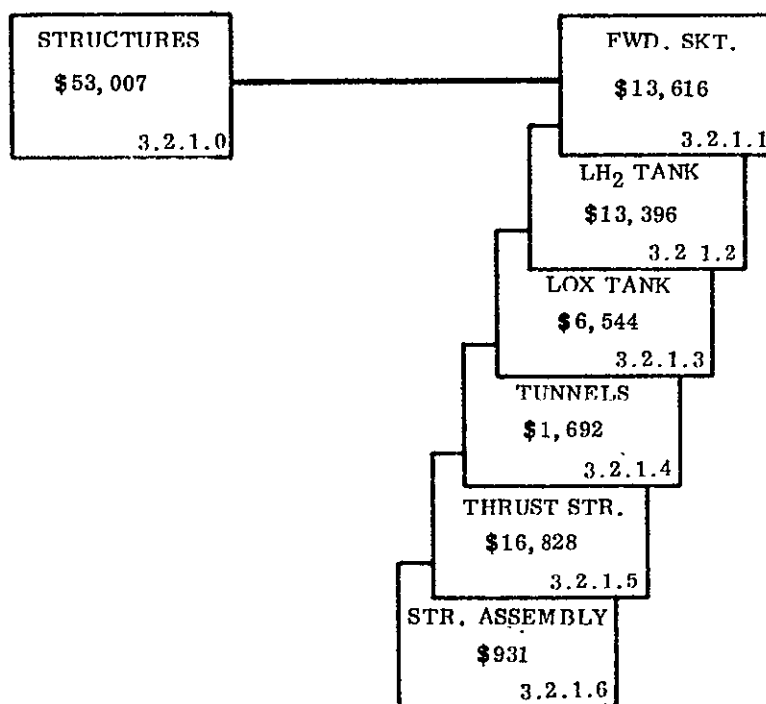 STRUCTURES
$53,007
3.2.1.0
FWD. SKT.
$13,616
3.2.1.1
LH₂ TANK
$13,396
3.2 1.2
LOX TANK
$6,544
3.2.1.3
TUNNELS
$1,692
3.2.1.4
THRUST STR.
$16,828
3.2.1.5
STR. ASSEMBLY
$931
3.2.1.6